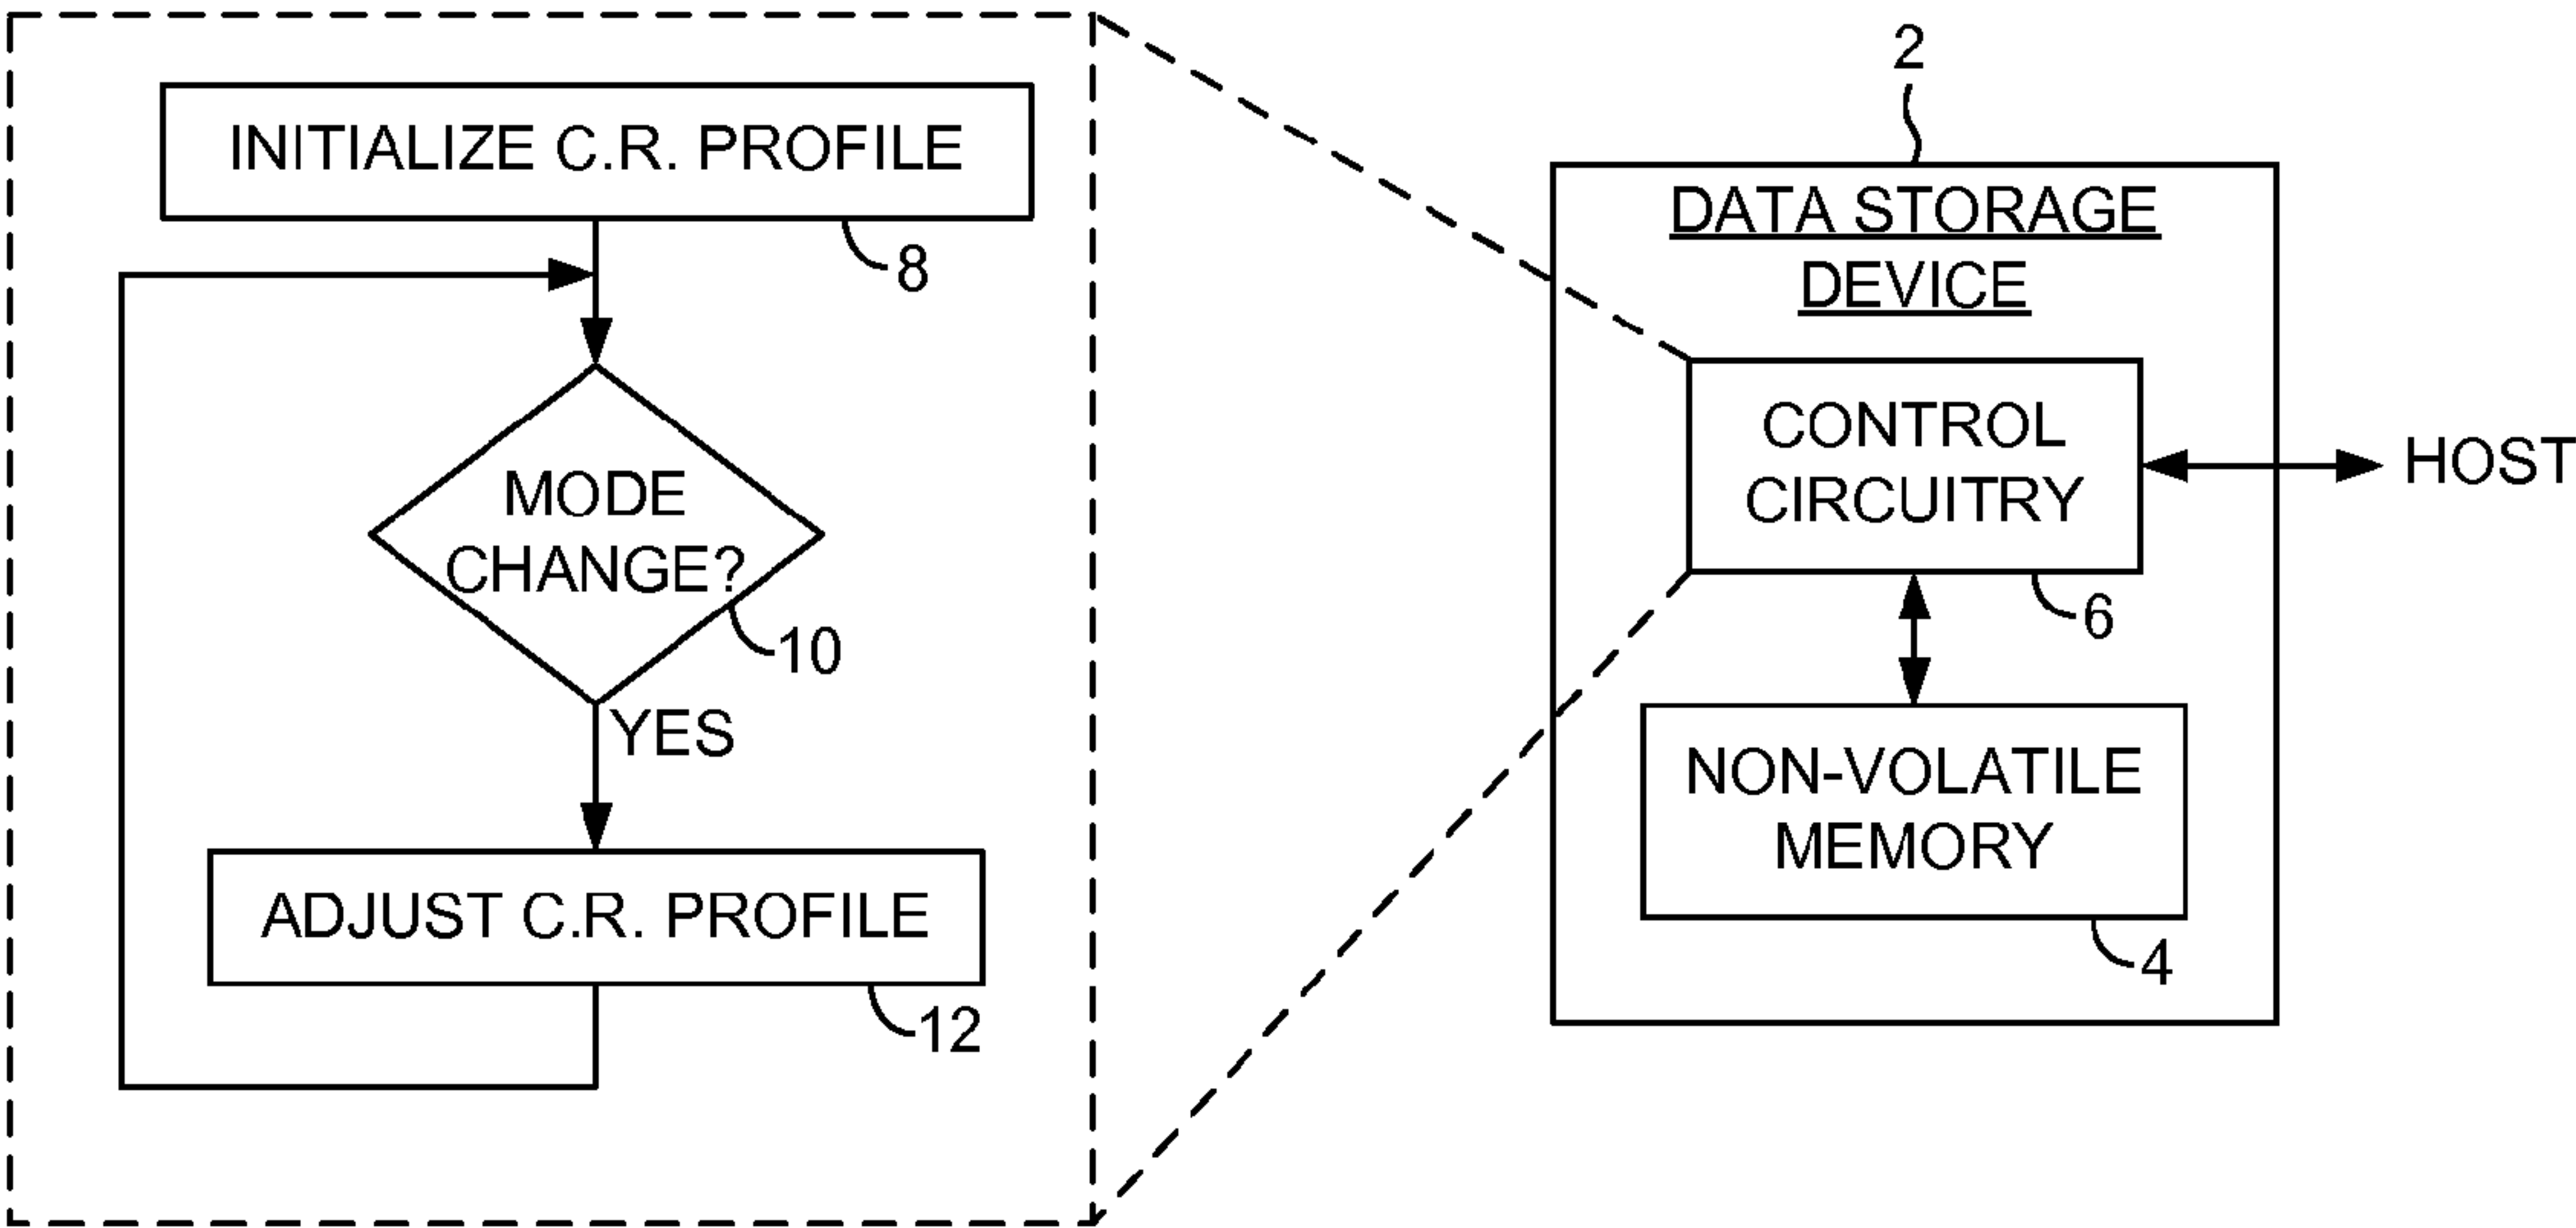 INITIALIZE C.R. PROFILE
8
MODE
CHANGE?
10
YES
ADJUST C.R. PROFILE
12
2
DATA STORAGE
DEVICE
CONTROL
CIRCUITRY
6
HOST
NON-VOLATILE
MEMORY
4